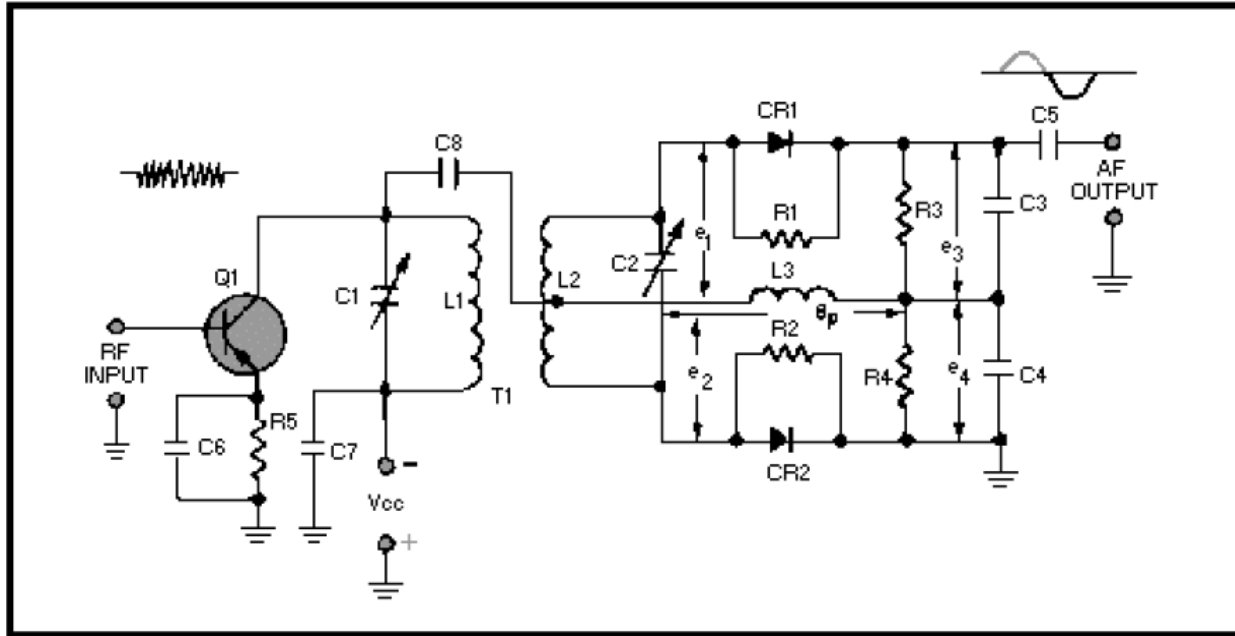 C5
CR1
C8
AF
OUTPUT
R1
R3
e3
C3
e1
C2
L2
L3
Q1
C1
L1
θp
RF
INPUT
R2
T1
e2
R4
e4
C4
C6
R5
C7
CR2
-
Vcc
+